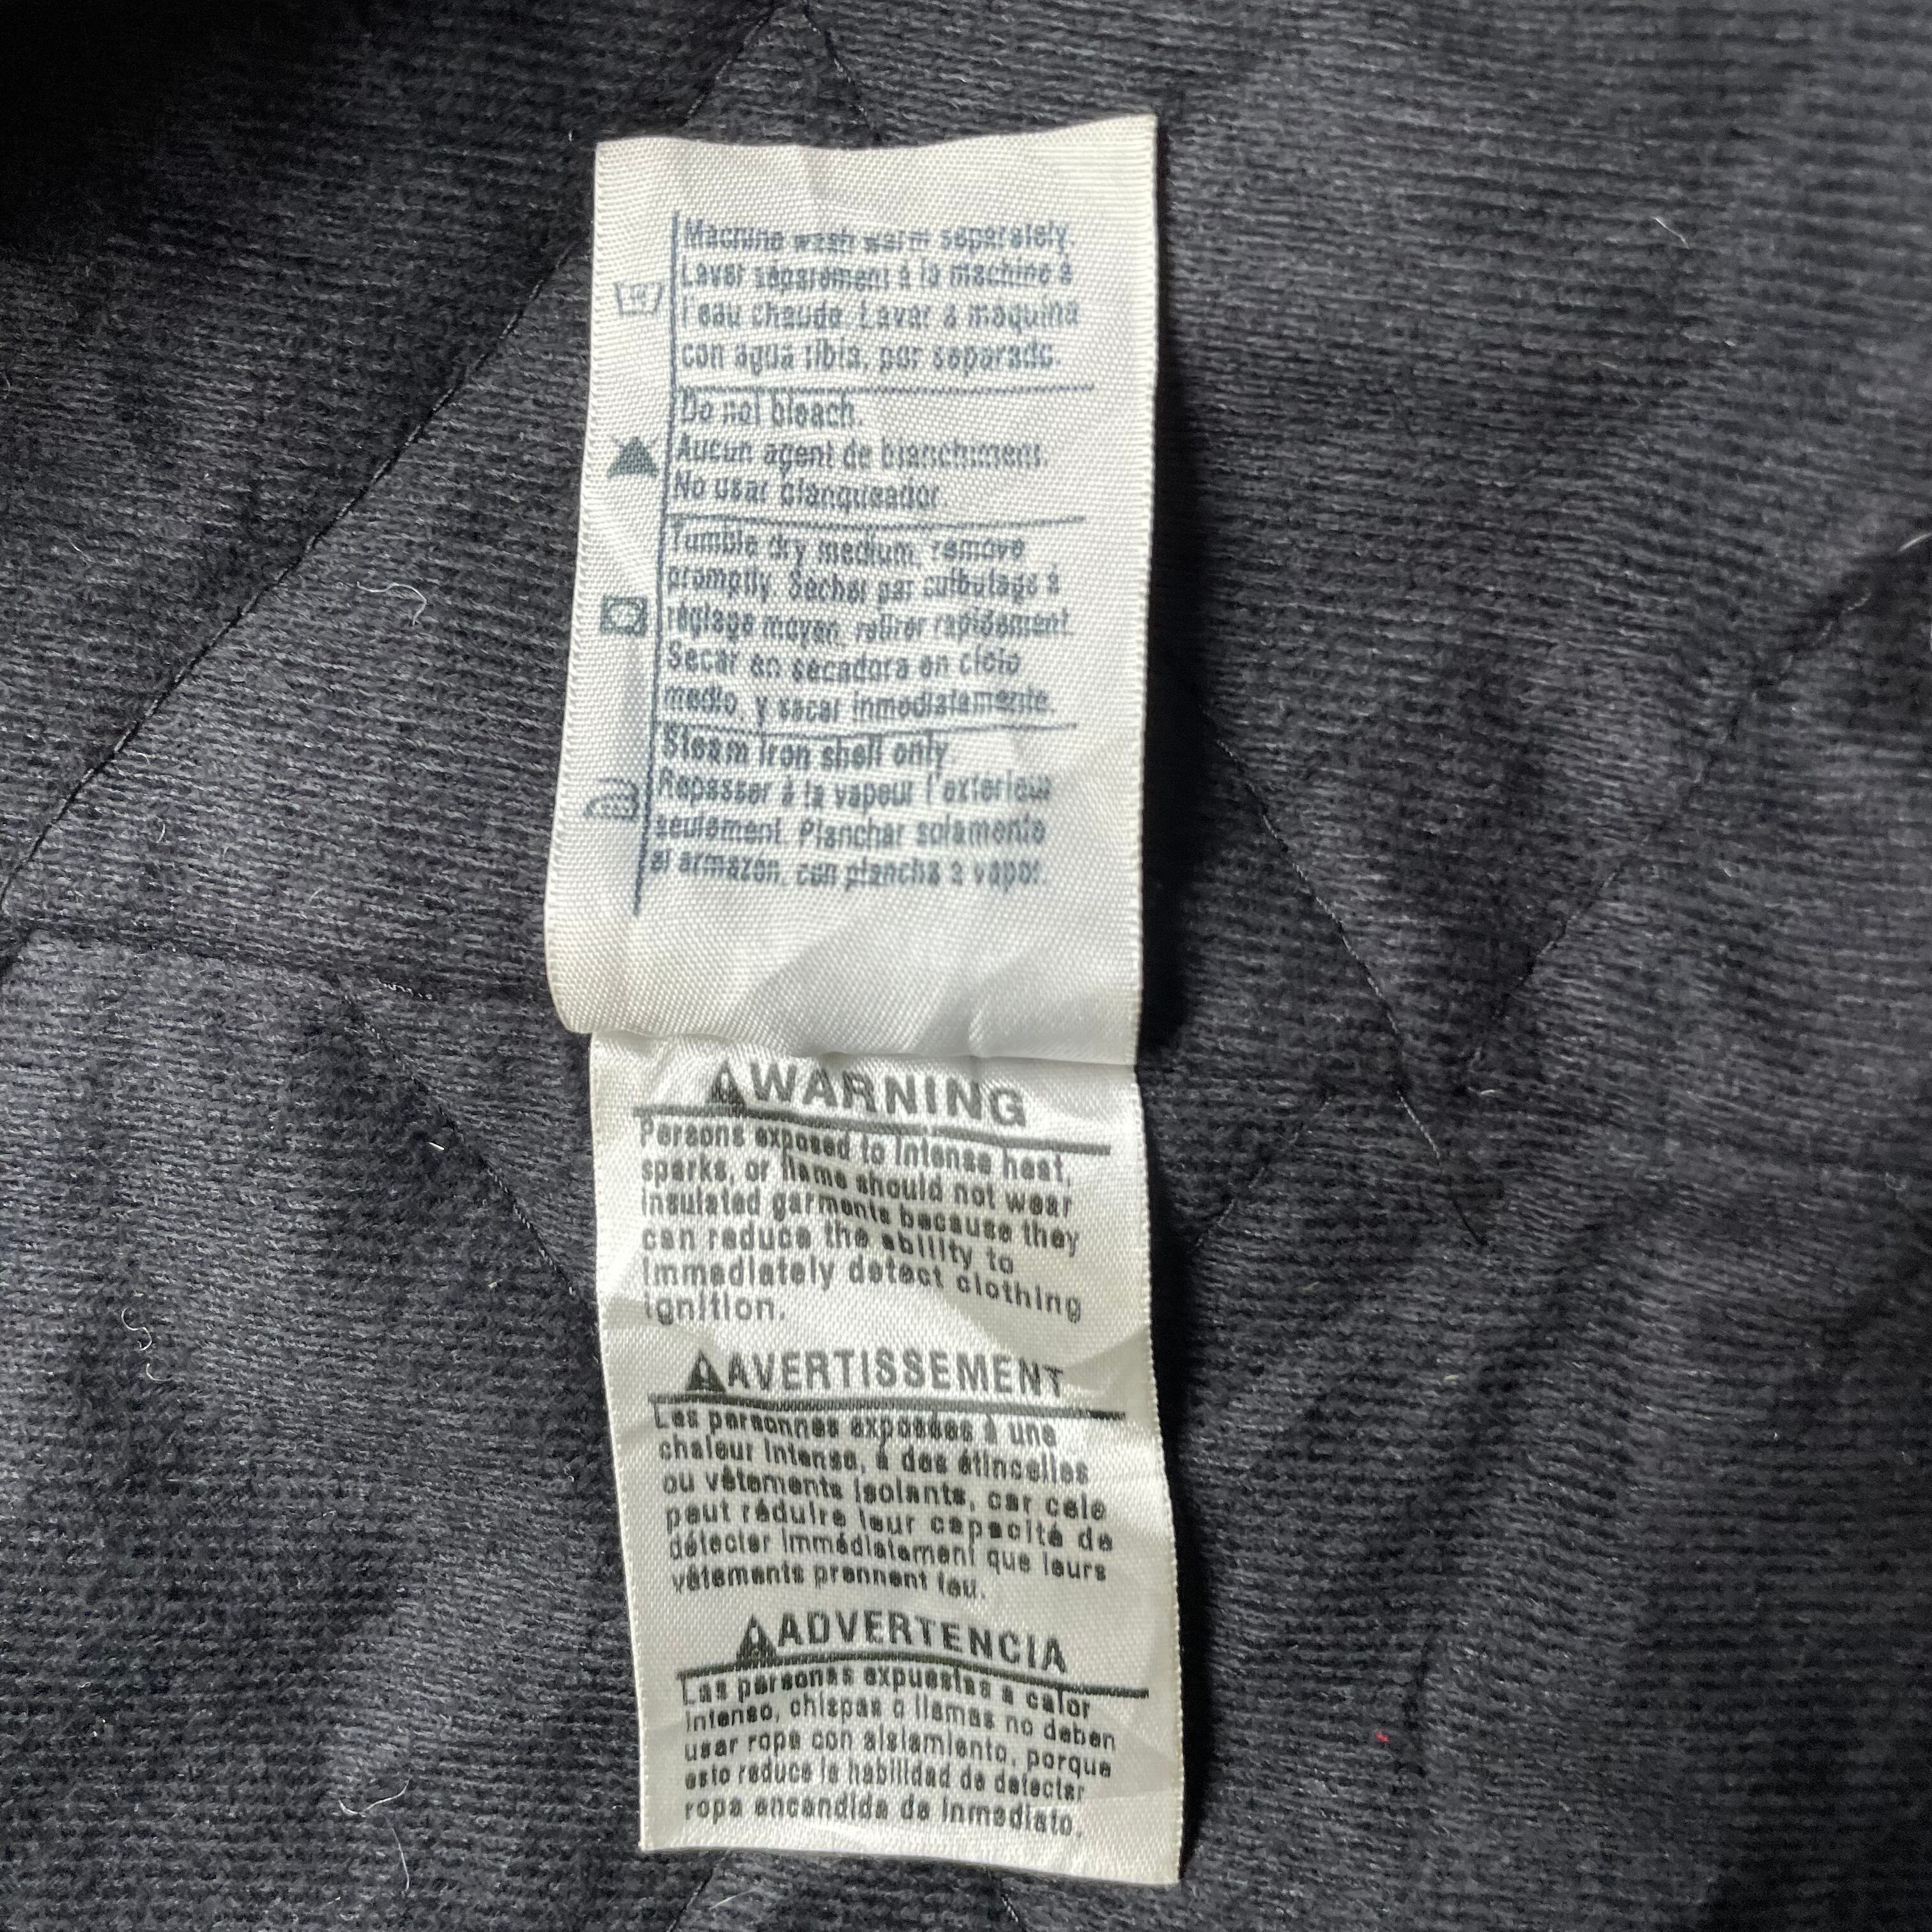 Machine wash warm separately.
Laver séparément à la machine à
l'eau chaude. Lavar a maquina
con agua tibia, por separado.
Do not bleach.
Aucun agent de blanchiment.
No usar blanqueador.
Tumble dry medium, remove
promptly. Sécher par culbutage à
réglage moyen, retirer rapidement.
Secar en secadora en ciclo
medio, y sacar inmediatamente.
Steam iron shell only.
Repasser à la vapeur l'exterieur
seulement. Planchar solamente
el armazon, con plancha a vapor.
WARNING
Persons exposed to intense heat,
sparks, or flame should not wear
insulated garments because they
can reduce the ability to
immediately detect clothing
ignition.
AVERTISSEMENT
Les personnes exposées à une
chaleur intense, à des étincelles
ou vêtements isolants, car cele
peut réduire leur capacité de
détecter immédiatement que leurs
vêtements prennent feu.
ADVERTENCIA
Las personas expuestas a calor
intenso, chispas o llamas no deben
usar ropa con aislamiento, porque
esto reduce la habilidad de detectar
ropa encendida de inmediato.